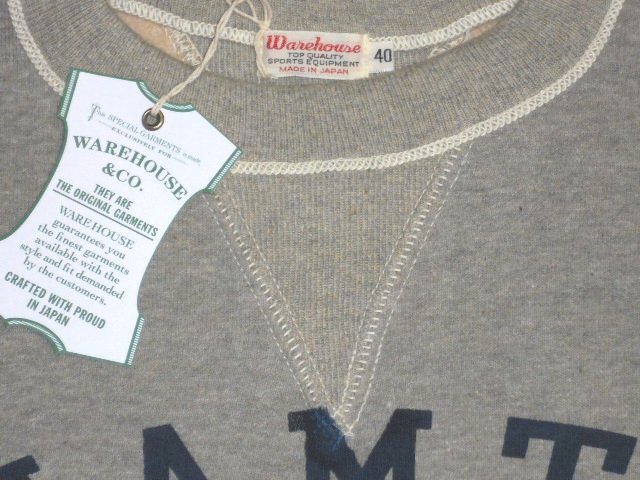 Warehouse
TOP QUALITY
SPORTS EQUIPMENT
MADE IN JAPAN
40
The SPECIAL GARMENTS is made
EXCLUSIVELY FOR
WAREHOUSE
&CO.
THEY ARE
THE ORIGINAL GARMENTS
WAREHOUSE
guarantees you
the finest garments
available with the
style and fit demanded
by the customers.
CRAFTED WITH PROUD
IN JAPAN
AMT